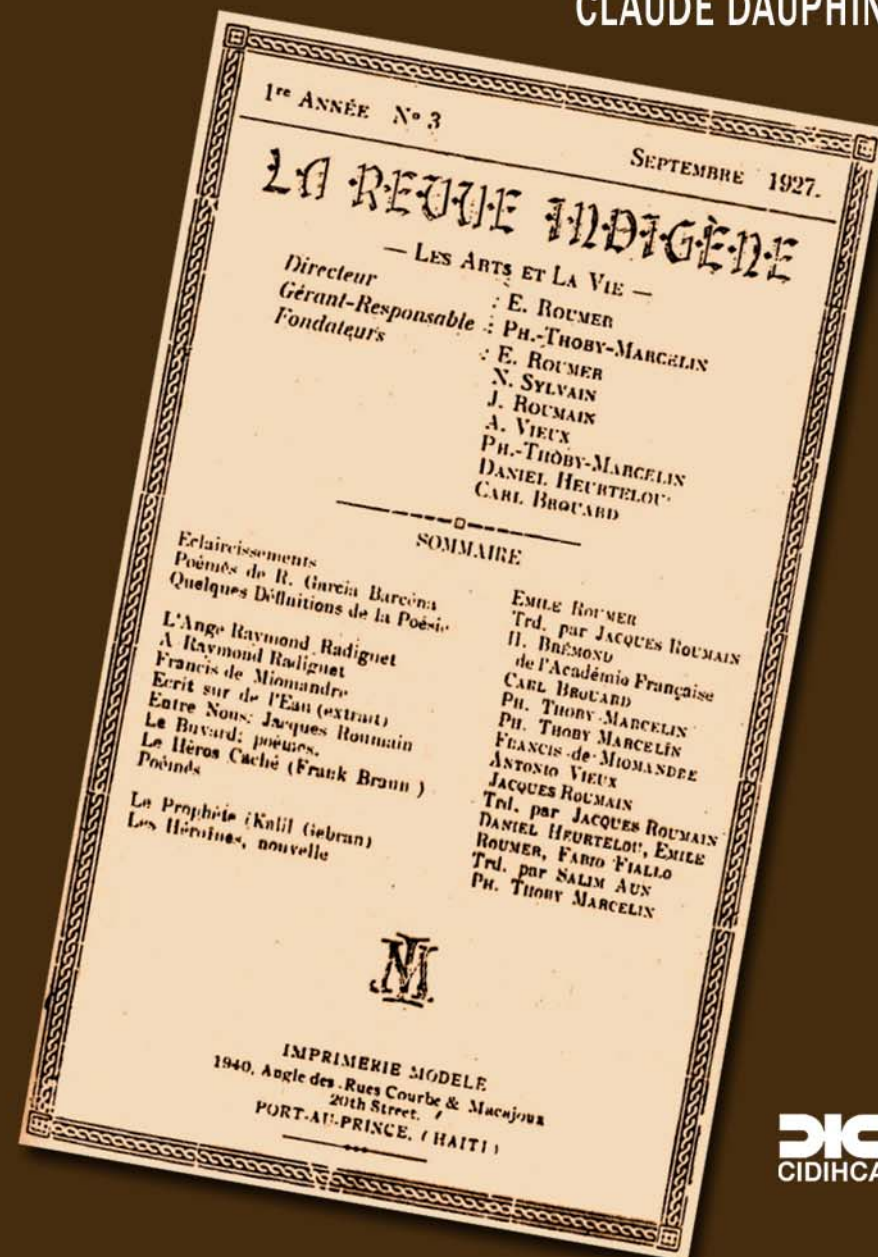 CLAUDE DAUPHIN
1re ANNÉE N° 3
SEPTEMBRE 1927.
LA REVUE INDIGÈNE
— LES ARTS ET LA VIE —
Directeur : E. ROUMER
Gérant-Responsable : PH.-THOBY-MARCELIN
Fondateurs : E. ROUMER
N. SYLVAIN
J. ROUMAIN
A. VIEUX
PH.-THOBY-MARCELIN
DANIEL HEURTELOU
CARL BROUARD
SOMMAIRE
Eclaircissements
Poèmes de R. Garcia Barcéna
Quelques Définitions de la Poésie
L'Ange Raymond Radiguet
A Raymond Radiguet
Francis de Miomandre
Ecrit sur de l'Eau (extrait)
Entre Nous: Jacques Roumain
Le Buvard; poèmes.
Le Héros Caché (Frank Braun)
Poèmes
Le Prophète (Kalil Gebran)
Les Héroïnes, nouvelle
EMILE ROUMER
Trd. par JACQUES ROUMAIN
H. BRÉMOND
de l'Académie Française
CARL BROUARD
PH. THOBY-MARCELIN
PH. THOBY MARCELIN
FRANCIS-de-MIOMANDRE
ANTONIO VIEUX
JACQUES ROUMAIN
Trd. par JACQUES ROUMAIN
DANIEL HEURTELOU, EMILE
ROUMER, FABIO FIALLO
Trd. par SALIM AUN
PH. THOBY MARCELIN
IM
IMPRIMERIE MODELE
1940, Angle des Rues Courbe & Macajoux
20th Street.
PORT-AU-PRINCE, (HAITI)
CIDIHCA